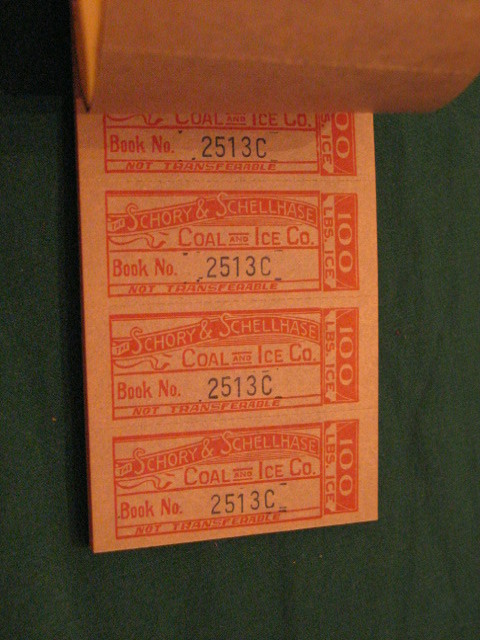 COAL AND ICE CO.
Book No. 2513C
NOT TRANSFERABLE
100
LBS. ICE
THE SCHORY & SCHELLHASE
COAL AND ICE CO.
Book No. 2513C
NOT TRANSFERABLE
100
LBS. ICE
THE SCHORY & SCHELLHASE
COAL AND ICE CO.
Book No. 2513C
NOT TRANSFERABLE
100
LBS. ICE
THE SCHORY & SCHELLHASE
COAL AND ICE CO.
Book No. 2513C
NOT TRANSFERABLE
100
LBS. ICE